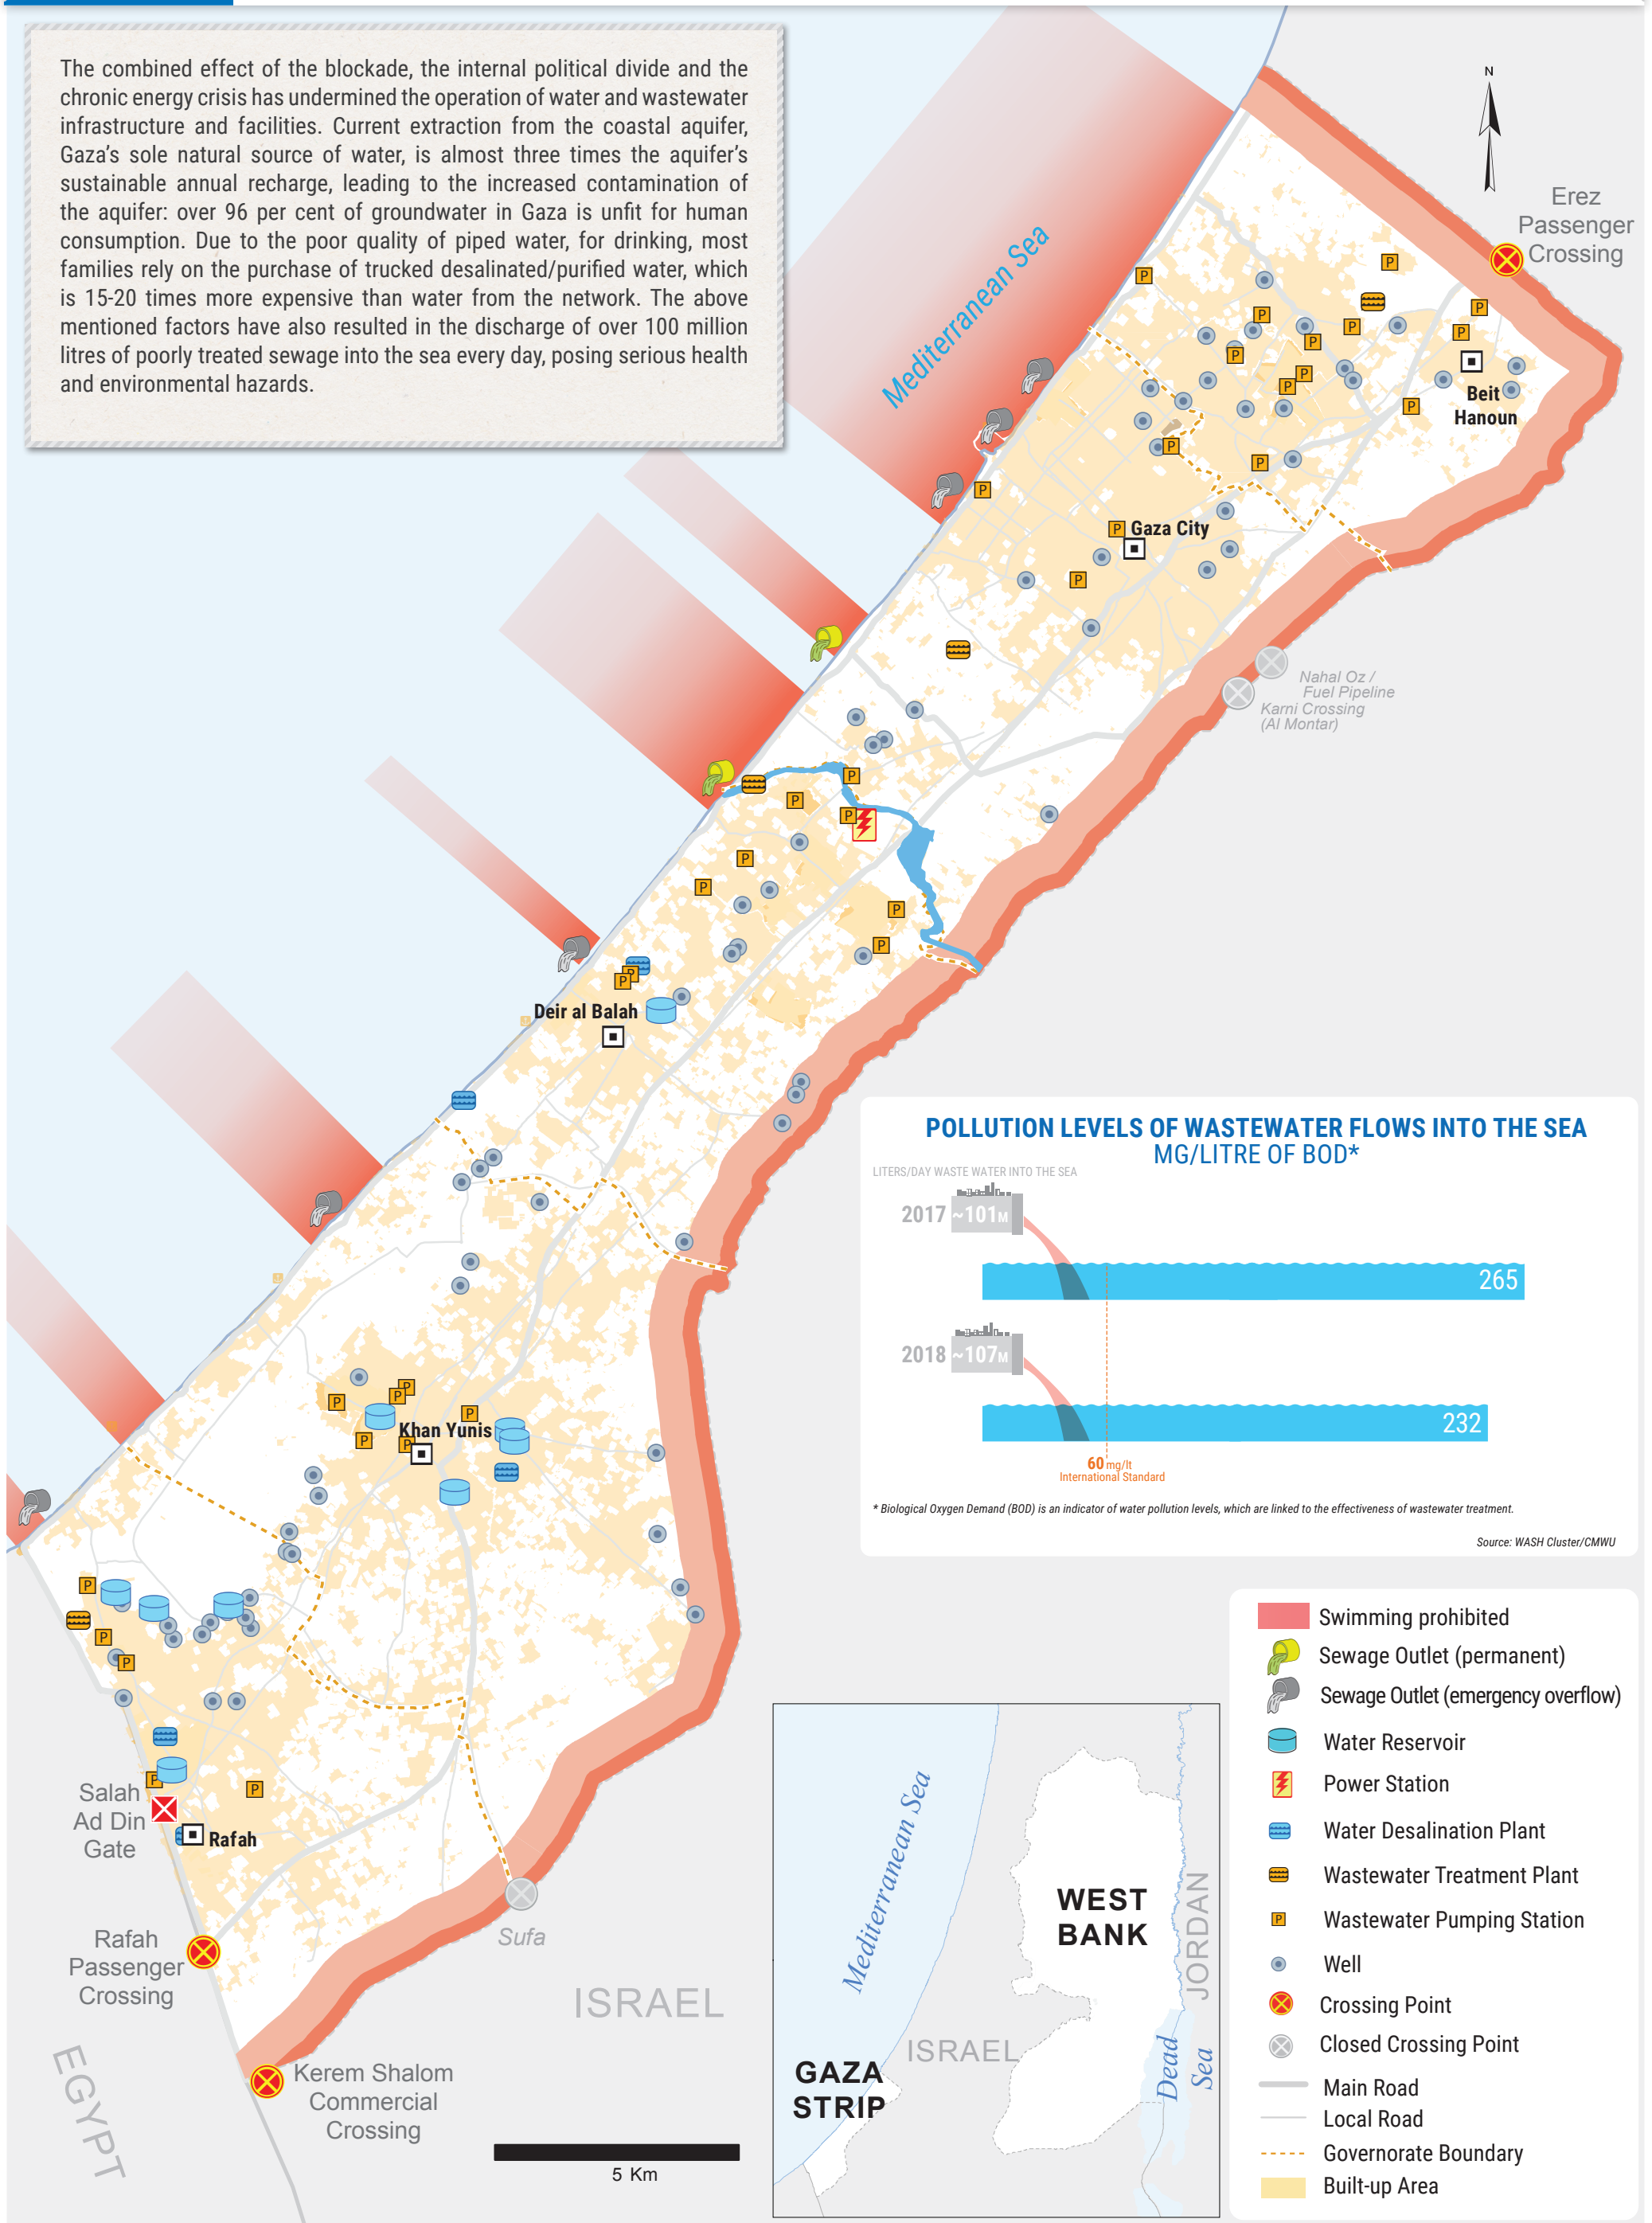 The combined effect of the blockade, the internal political divide and the
chronic energy crisis has undermined the operation of water and wastewater
infrastructure and facilities. Current extraction from the coastal aquifer,
Gaza's sole natural source of water, is almost three times the aquifer's
sustainable annual recharge, leading to the increased contamination of
the aquifer: over 96 per cent of groundwater in Gaza is unfit for human
consumption. Due to the poor quality of piped water, for drinking, most
families rely on the purchase of trucked desalinated/purified water, which
is 15-20 times more expensive than water from the network. The above
mentioned factors have also resulted in the discharge of over 100 million
litres of poorly treated sewage into the sea every day, posing serious health
and environmental hazards.
N
Erez
Passenger
Crossing
Mediterranean Sea
Beit
Hanoun
Gaza City
Nahal Oz /
Fuel Pipeline
Karni Crossing
(Al Montar)
Deir al Balah
Khan Yunis
Salah
Ad Din
Gate
Rafah
Rafah
Passenger
Crossing
Sufa
ISRAEL
EGYPT
Kerem Shalom
Commercial
Crossing
5 Km
POLLUTION LEVELS OF WASTEWATER FLOWS INTO THE SEA
MG/LITRE OF BOD*
LITERS/DAY WASTE WATER INTO THE SEA
2017 ~101M
265
2018 ~107M
232
60 mg/lt
International Standard
* Biological Oxygen Demand (BOD) is an indicator of water pollution levels, which are linked to the effectiveness of wastewater treatment.
Source: WASH Cluster/CMWU
Mediterranean Sea
WEST
BANK
JORDAN
ISRAEL
Dead
Sea
GAZA
STRIP
Swimming prohibited
Sewage Outlet (permanent)
Sewage Outlet (emergency overflow)
Water Reservoir
Power Station
Water Desalination Plant
Wastewater Treatment Plant
P Wastewater Pumping Station
Well
Crossing Point
Closed Crossing Point
Main Road
Local Road
Governorate Boundary
Built-up Area